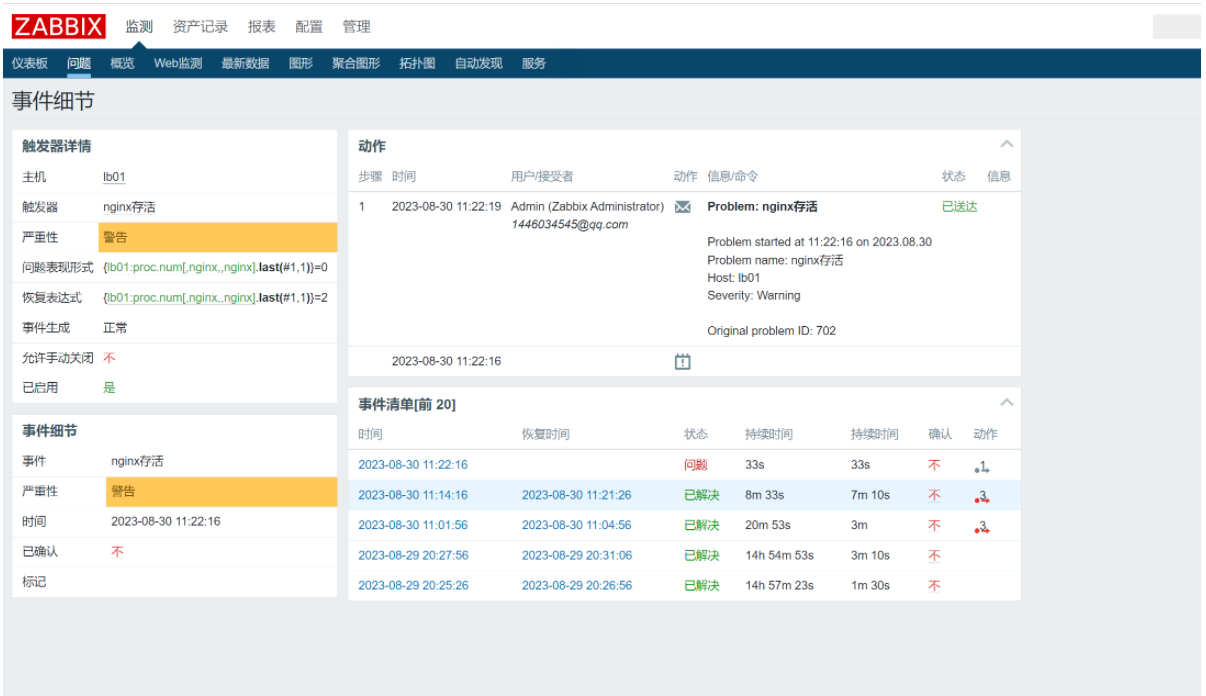 ZABBIX 监测 资产记录 报表 配置 管理
仪表板 问题 概览 Web监测 最新数据 图形 聚合图形 拓扑图 自动发现 服务
事件细节
触发器详情
主机 lb01
触发器 nginx存活
严重性 警告
问题表现形式 {lb01:proc.num[,nginx,,nginx].last(#1,1)}=0
恢复表达式 {lb01:proc.num[,nginx,,nginx].last(#1,1)}=2
事件生成 正常
允许手动关闭 不
已启用 是
事件细节
事件 nginx存活
严重性 警告
时间 2023-08-30 11:22:16
已确认 不
标记
动作
步骤 时间 用户/接受者 动作 信息/命令 状态 信息
1 2023-08-30 11:22:19 Admin (Zabbix Administrator) Problem: nginx存活 已送达
1446034545@qq.com
Problem started at 11:22:16 on 2023.08.30
Problem name: nginx存活
Host: lb01
Severity: Warning
Original problem ID: 702
2023-08-30 11:22:16
事件清单[前 20]
时间 恢复时间 状态 持续时间 持续时间 确认 动作
2023-08-30 11:22:16 问题 33s 33s 不 1
2023-08-30 11:14:16 2023-08-30 11:21:26 已解决 8m 33s 7m 10s 不 3
2023-08-30 11:01:56 2023-08-30 11:04:56 已解决 20m 53s 3m 不 3
2023-08-29 20:27:56 2023-08-29 20:31:06 已解决 14h 54m 53s 3m 10s 不
2023-08-29 20:25:26 2023-08-29 20:26:56 已解决 14h 57m 23s 1m 30s 不